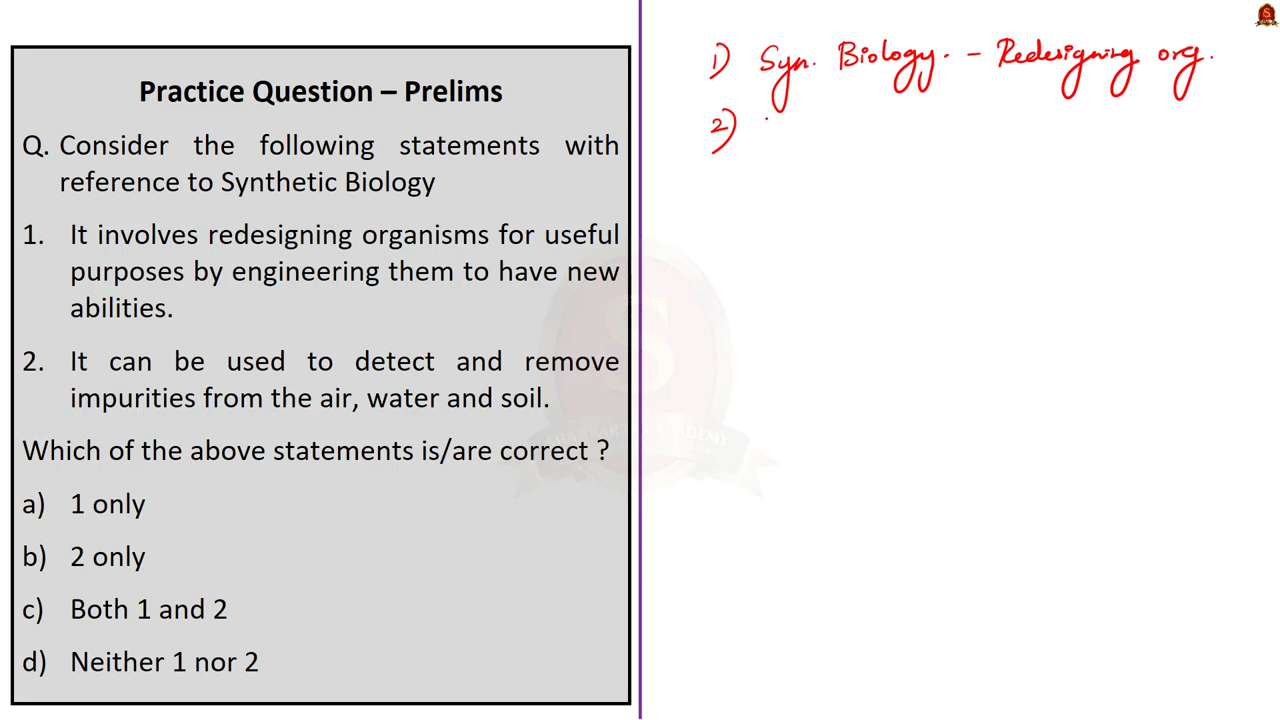 Practice Question – Prelims
Q. Consider the following statements with
reference to Synthetic Biology
1. It involves redesigning organisms for useful
purposes by engineering them to have new
abilities.
2. It can be used to detect and remove
impurities from the air, water and soil.
Which of the above statements is/are correct ?
a) 1 only
b) 2 only
c) Both 1 and 2
d) Neither 1 nor 2
1) Syn. Biology. - Redesigning org.
2)